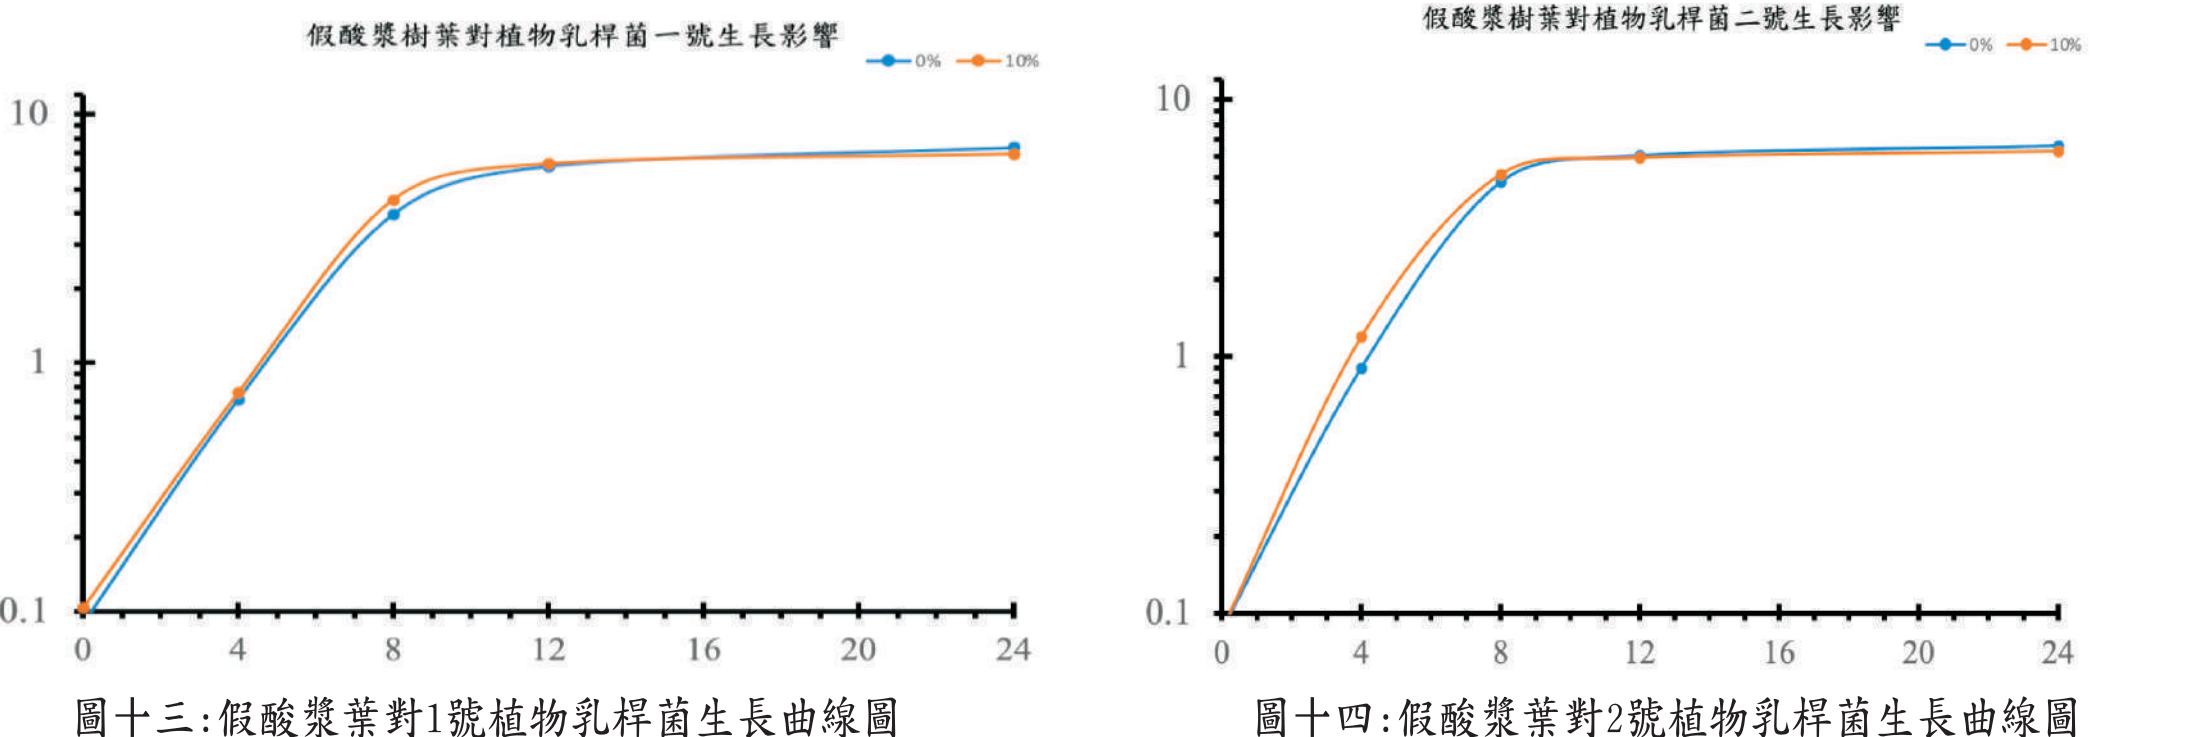 假酸漿樹葉對植物乳桿菌一號生長影響
0% 10%
10
1
0.1
0 4 8 12 16 20 24
圖十三:假酸漿葉對1號植物乳桿菌生長曲線圖
假酸漿樹葉對植物乳桿菌二號生長影響
0% 10%
10
1
0.1
0 4 8 12 16 20 24
圖十四:假酸漿葉對2號植物乳桿菌生長曲線圖